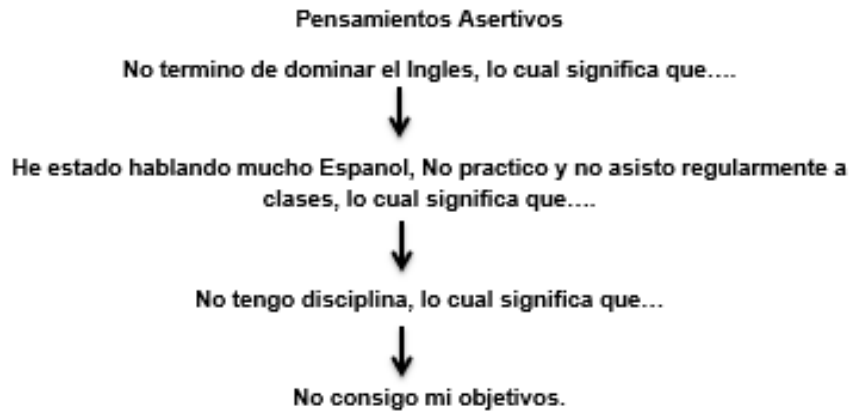 Pensamientos Asertivos
No termino de dominar el Ingles, lo cual significa que....
He estado hablando mucho Espanol, No practico y no asisto regularmente a
clases, lo cual significa que....
No tengo disciplina, lo cual significa que...
No consigo mi objetivos.